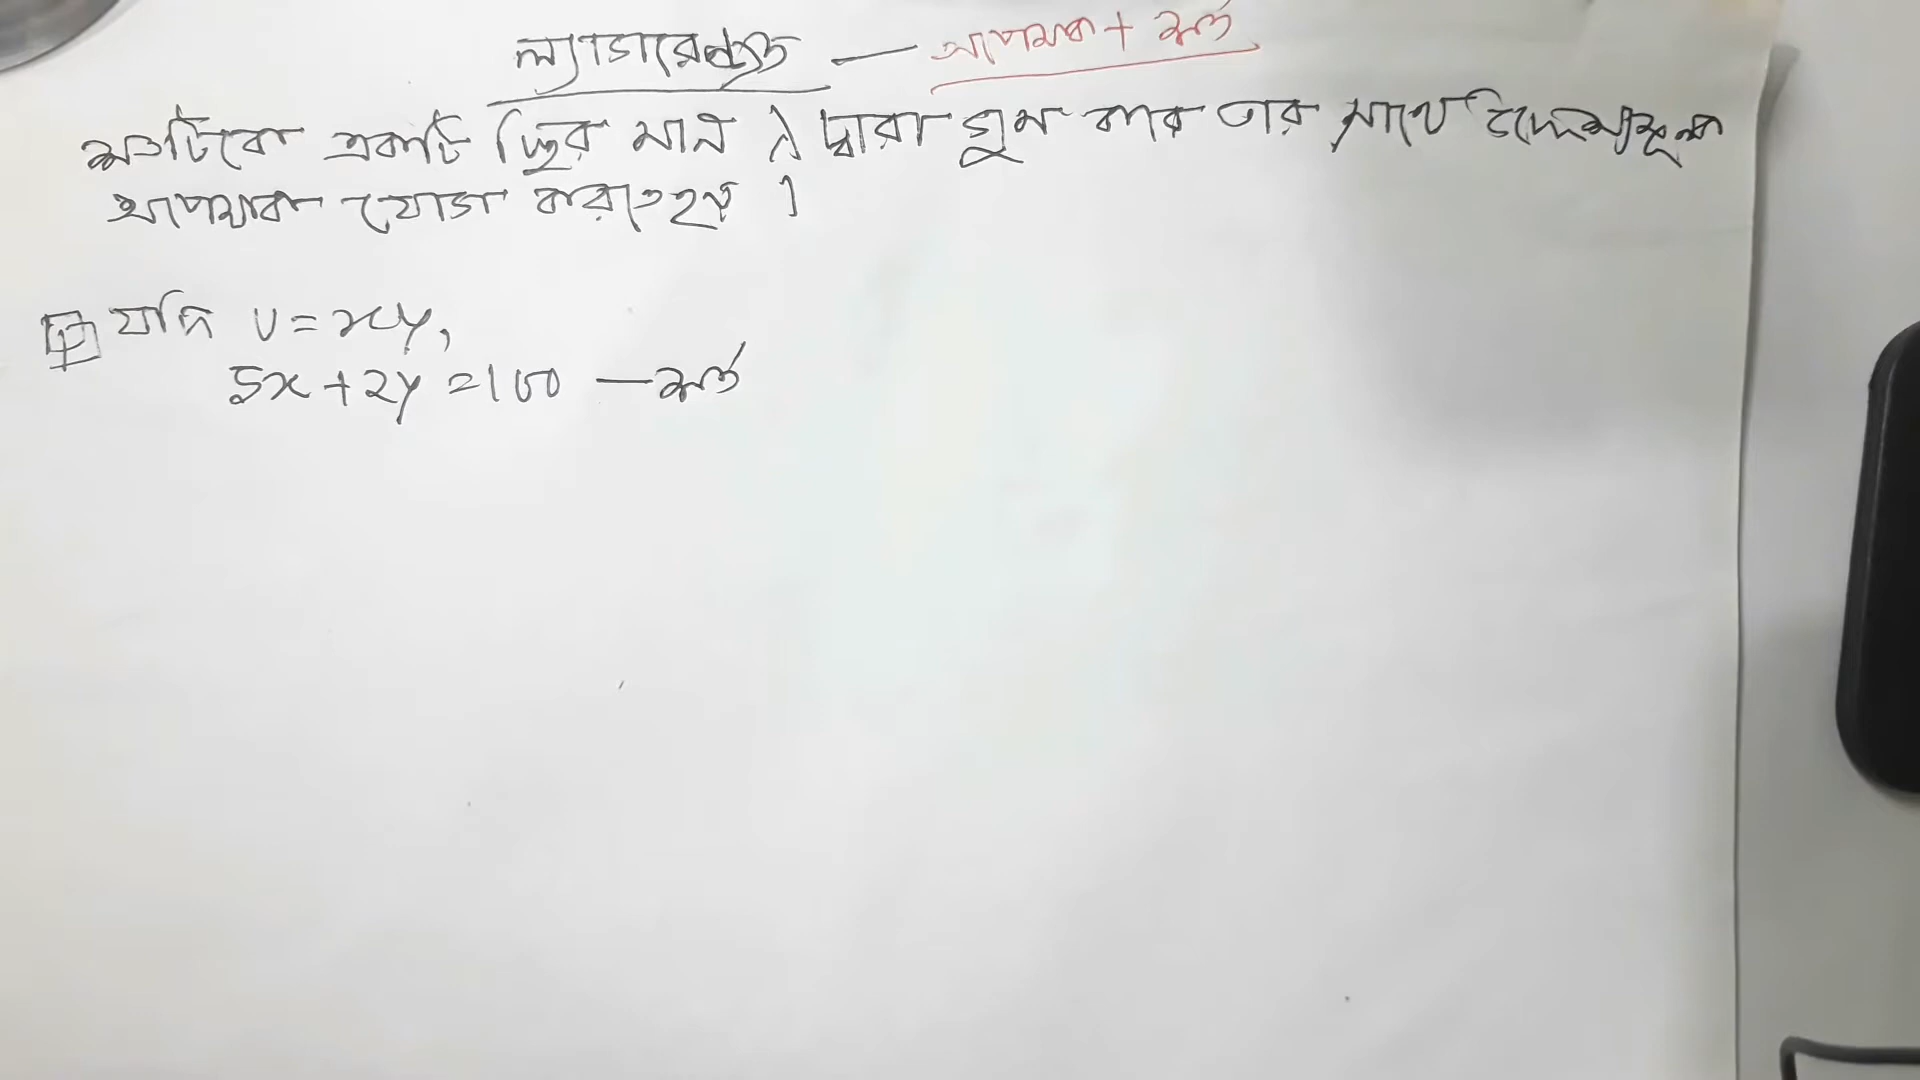 ল্যাগারেঞ্জ — অপেক্ষক + শর্ত
শর্তটিকে একটি স্থির মান λ দ্বারা গুন করে তার সাথে উদ্দেশ্যমূলক
অপেক্ষক যোগ করতে হয় ।
যদি U = xy,
5x + 2y = 100 — শর্ত